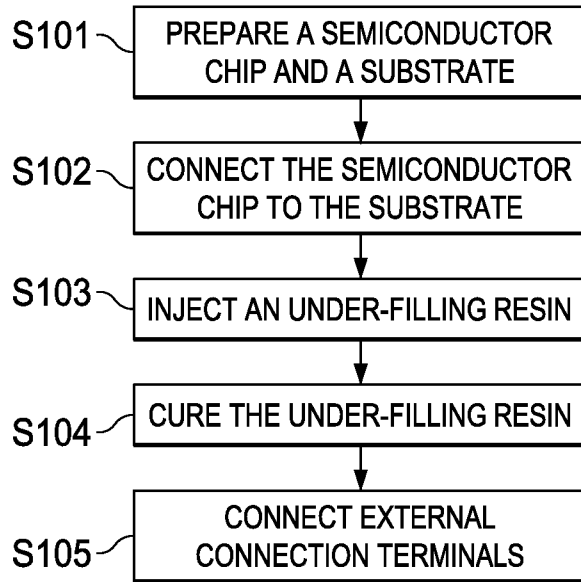 S101
PREPARE A SEMICONDUCTOR
CHIP AND A SUBSTRATE
S102
CONNECT THE SEMICONDUCTOR
CHIP TO THE SUBSTRATE
S103
INJECT AN UNDER-FILLING RESIN
S104
CURE THE UNDER-FILLING RESIN
S105
CONNECT EXTERNAL
CONNECTION TERMINALS